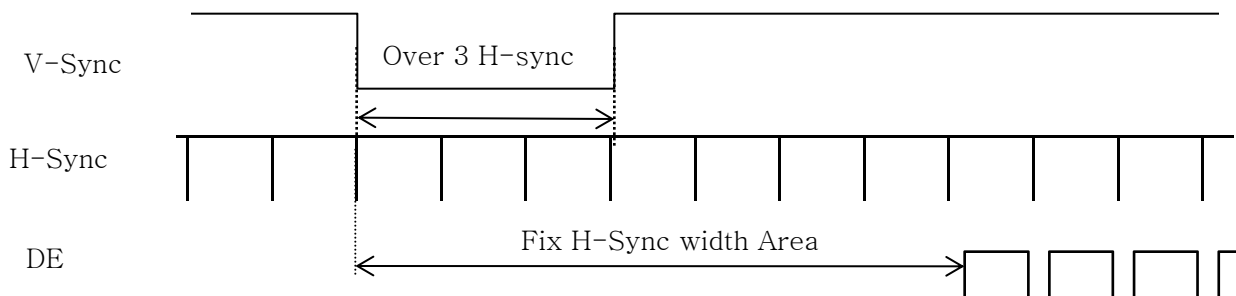 V-Sync
Over 3 H-sync
H-Sync
Fix H-Sync width Area
DE